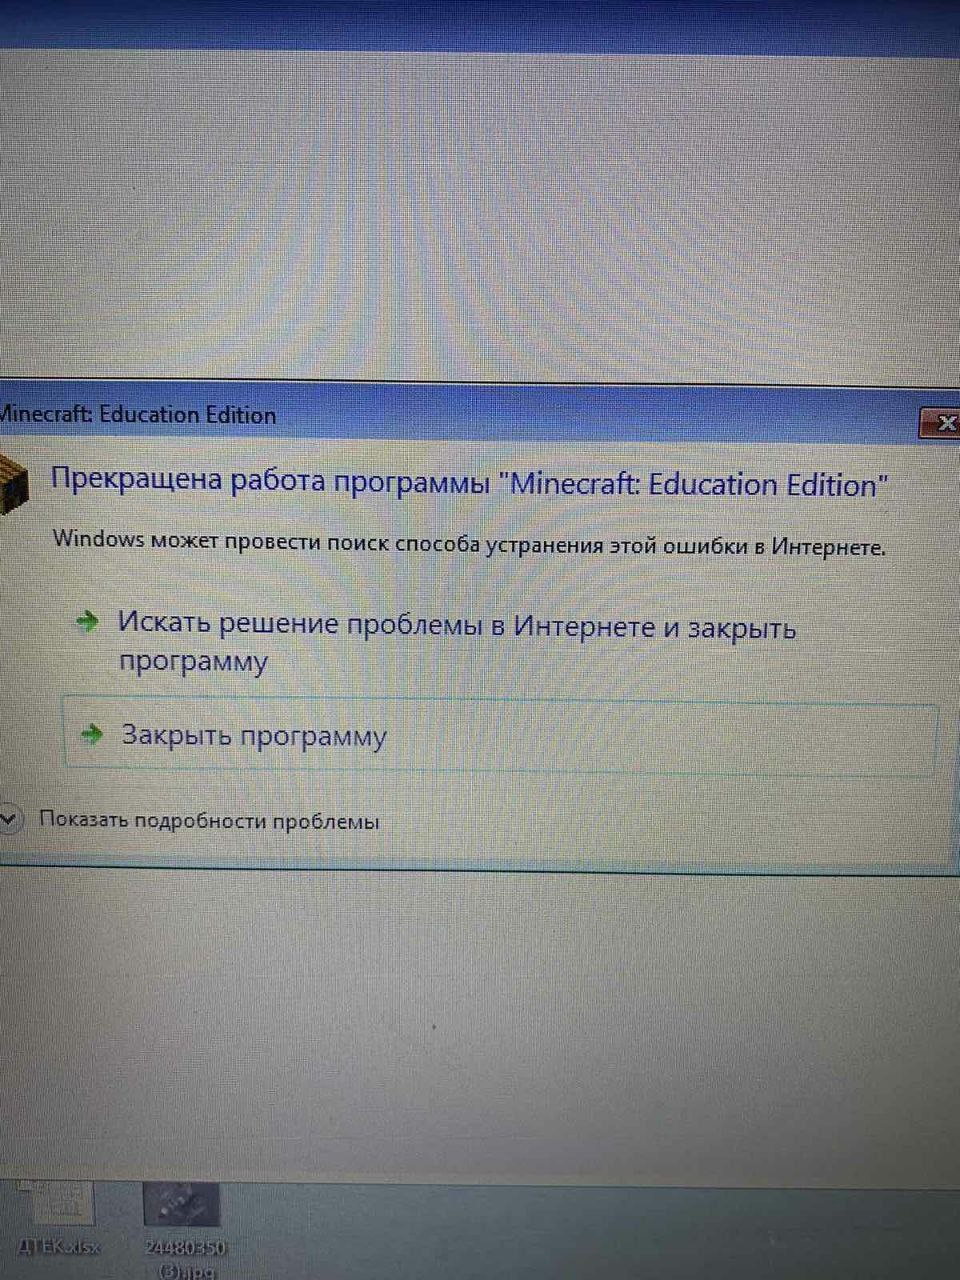 Minecraft: Education Edition
Прекращена работа программы "Minecraft: Education Edition"
Windows может провести поиск способа устранения этой ошибки в Интернете.
Искать решение проблемы в Интернете и закрыть
программу
Закрыть программу
Показать подробности проблемы
ДТЕК.xlsx
24480350
(3).jpg